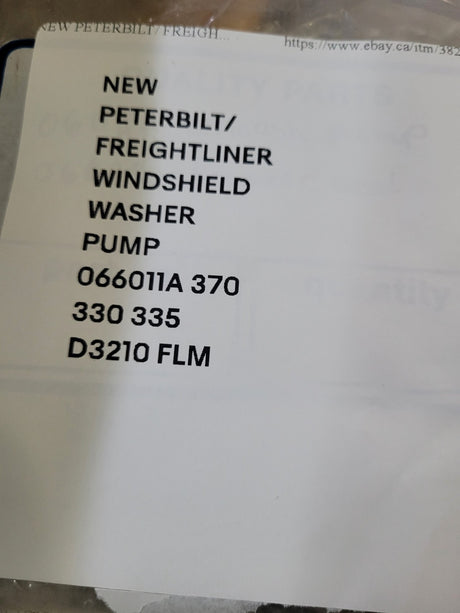 NEW PETERBILT/ FREIGH...
https://www.ebay.ca/itm/382
NEW
PETERBILT/
FREIGHTLINER
WINDSHIELD
WASHER
PUMP
066011A 370
330 335
D3210 FLM